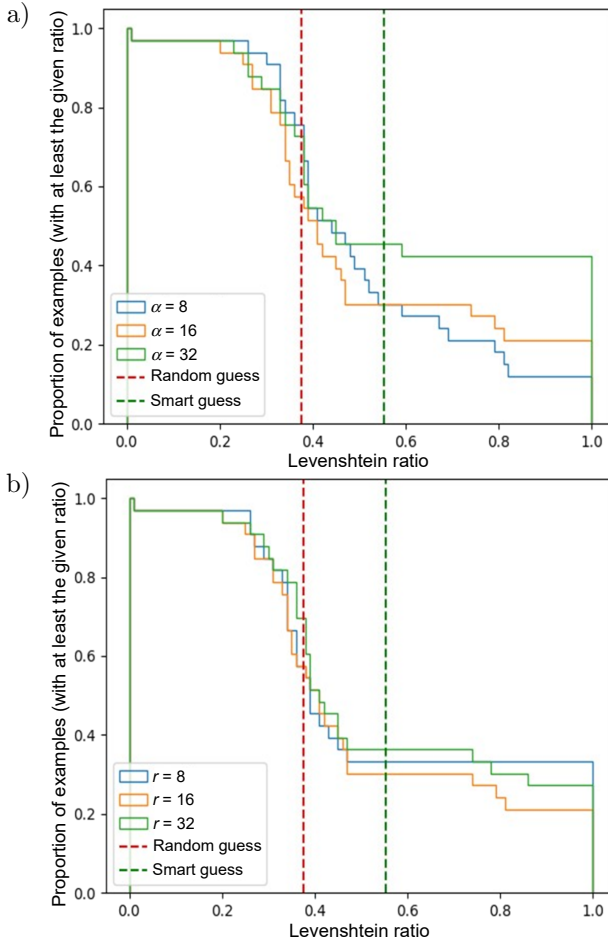 a)
Proportion of examples (with at least the given ratio)
1.0
0.8
0.6
0.4
0.2
0.0
α = 8
α = 16
α = 32
Random guess
Smart guess
0.0 0.2 0.4 0.6 0.8 1.0
Levenshtein ratio
b)
Proportion of examples (with at least the given ratio)
1.0
0.8
0.6
0.4
0.2
0.0
r = 8
r = 16
r = 32
Random guess
Smart guess
0.0 0.2 0.4 0.6 0.8 1.0
Levenshtein ratio